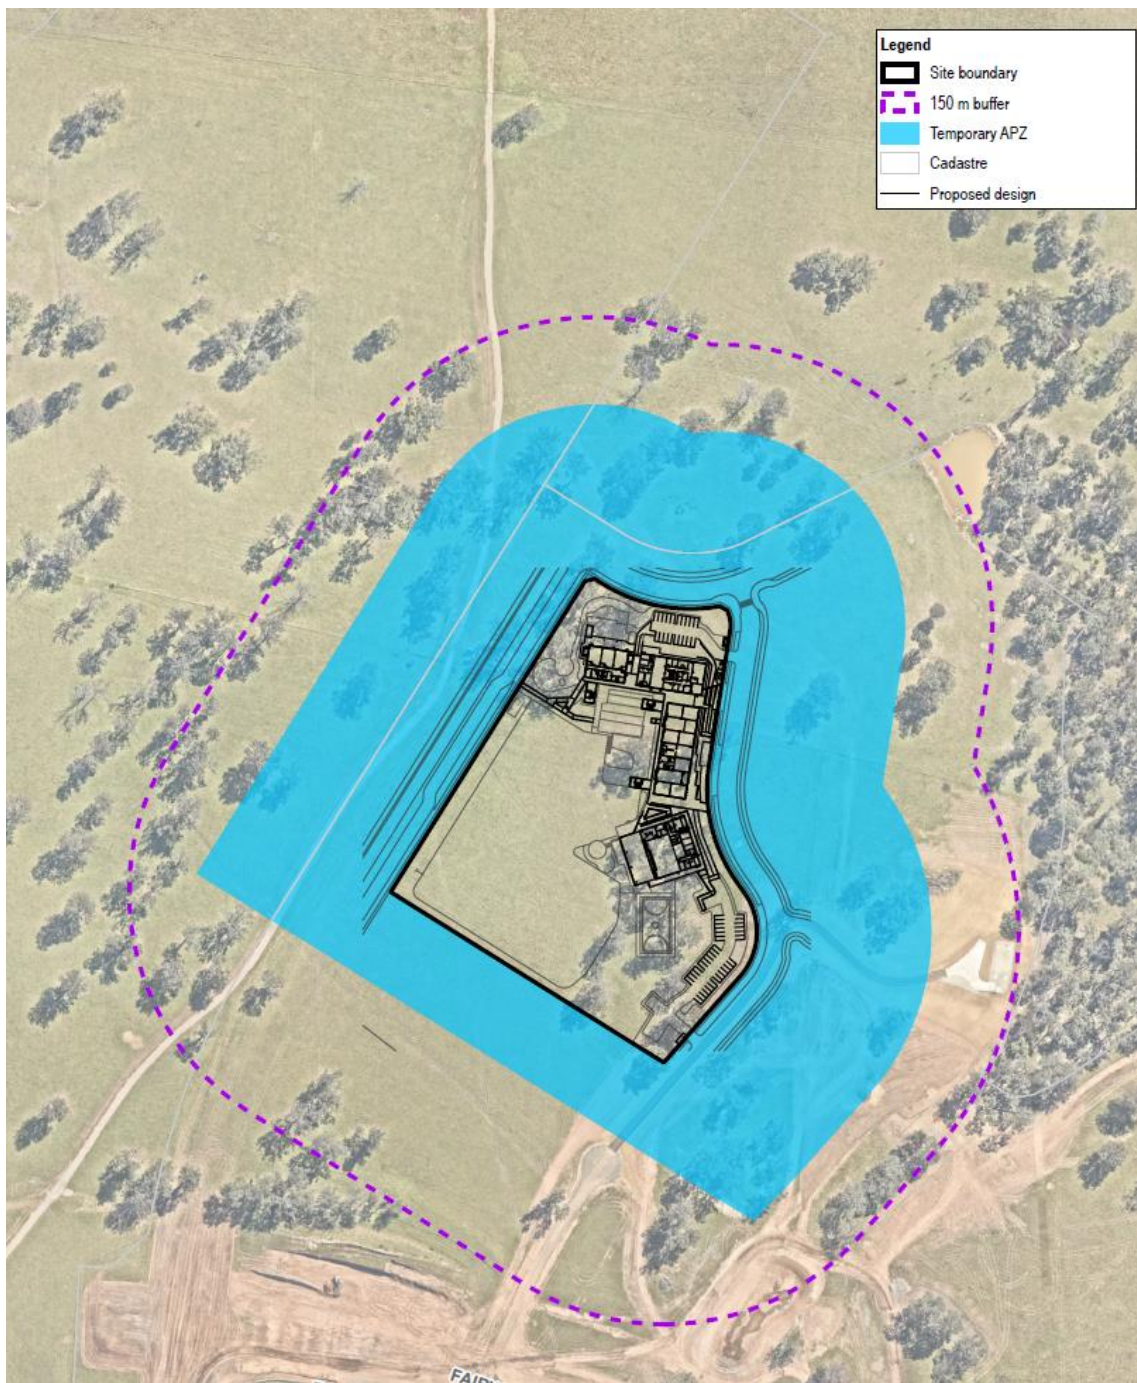 Legend
Site boundary
150 m buffer
Temporary APZ
Cadastre
Proposed design